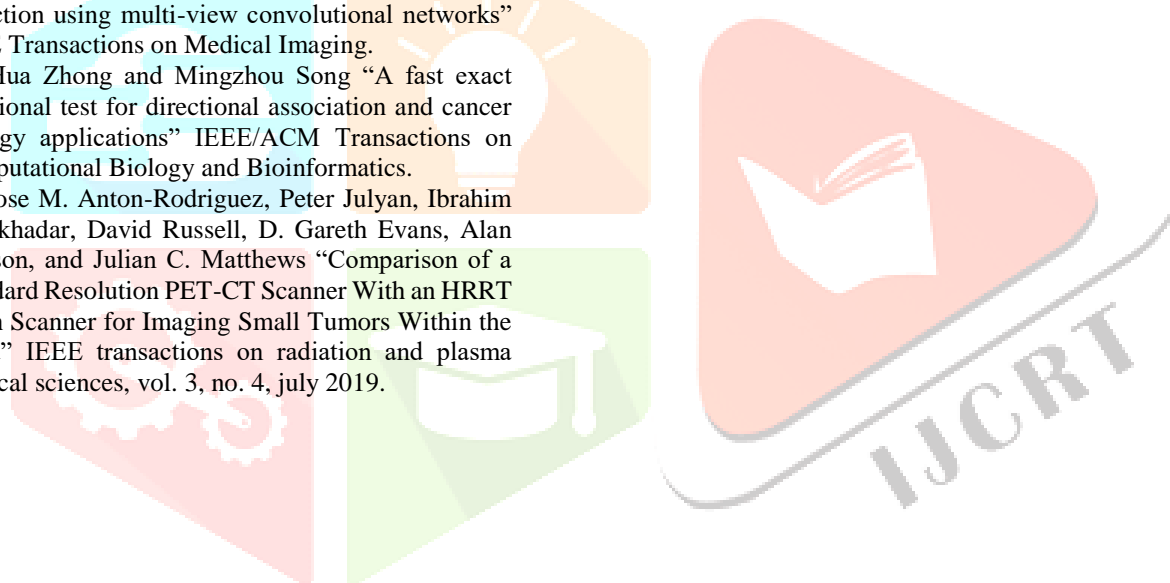 ction using multi-view convolutional networks”
E Transactions on Medical Imaging.
Hua Zhong and Mingzhou Song “A fast exact
ional test for directional association and cancer
gy applications” IEEE/ACM Transactions on
putational Biology and Bioinformatics.
ose M. Anton-Rodriguez, Peter Julyan, Ibrahim
khadar, David Russell, D. Gareth Evans, Alan
son, and Julian C. Matthews “Comparison of a
dard Resolution PET-CT Scanner With an HRRT
n Scanner for Imaging Small Tumors Within the
.” IEEE transactions on radiation and plasma
ical sciences, vol. 3, no. 4, july 2019.
IJCRT